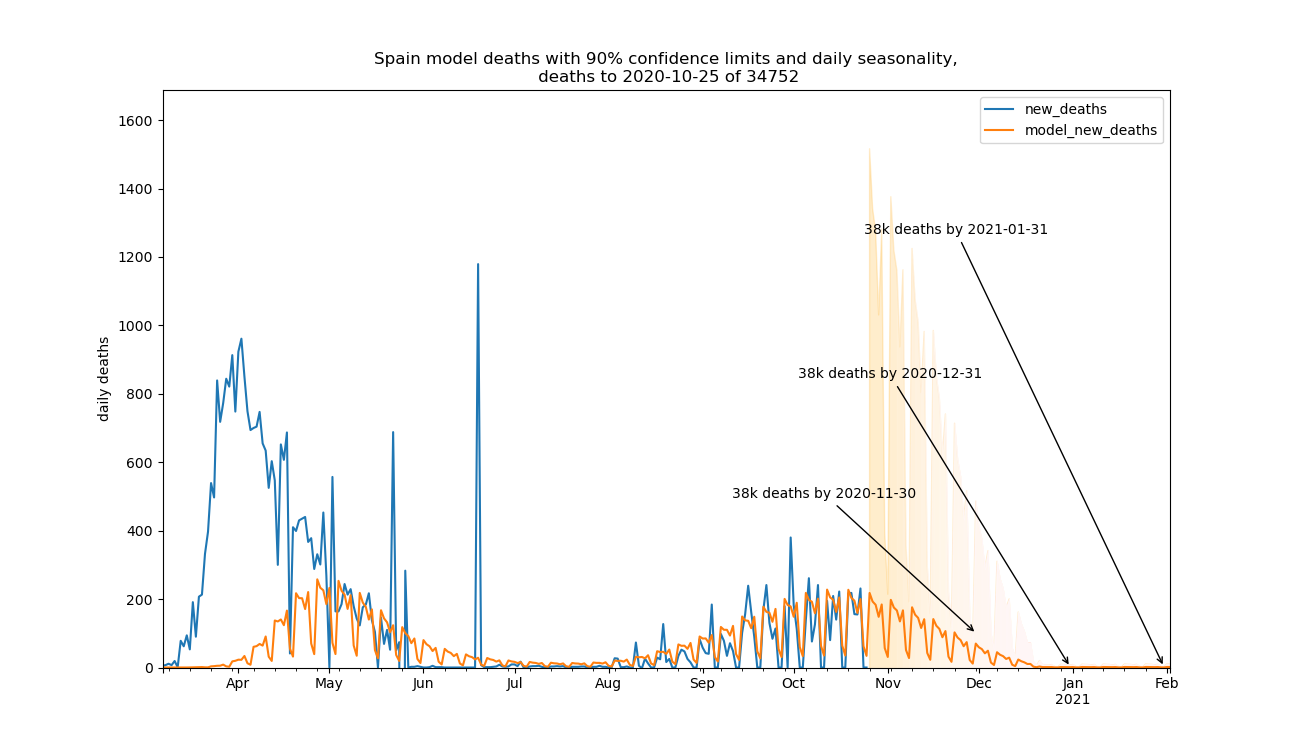 Spain model deaths with 90% confidence limits and daily seasonality,
deaths to 2020-10-25 of 34752
new_deaths
model_new_deaths
1600
1400
1200
1000
800
600
400
200
0
daily deaths
38k deaths by 2021-01-31
38k deaths by 2020-12-31
38k deaths by 2020-11-30
Apr May Jun Jul Aug Sep Oct Nov Dec Jan Feb
2021